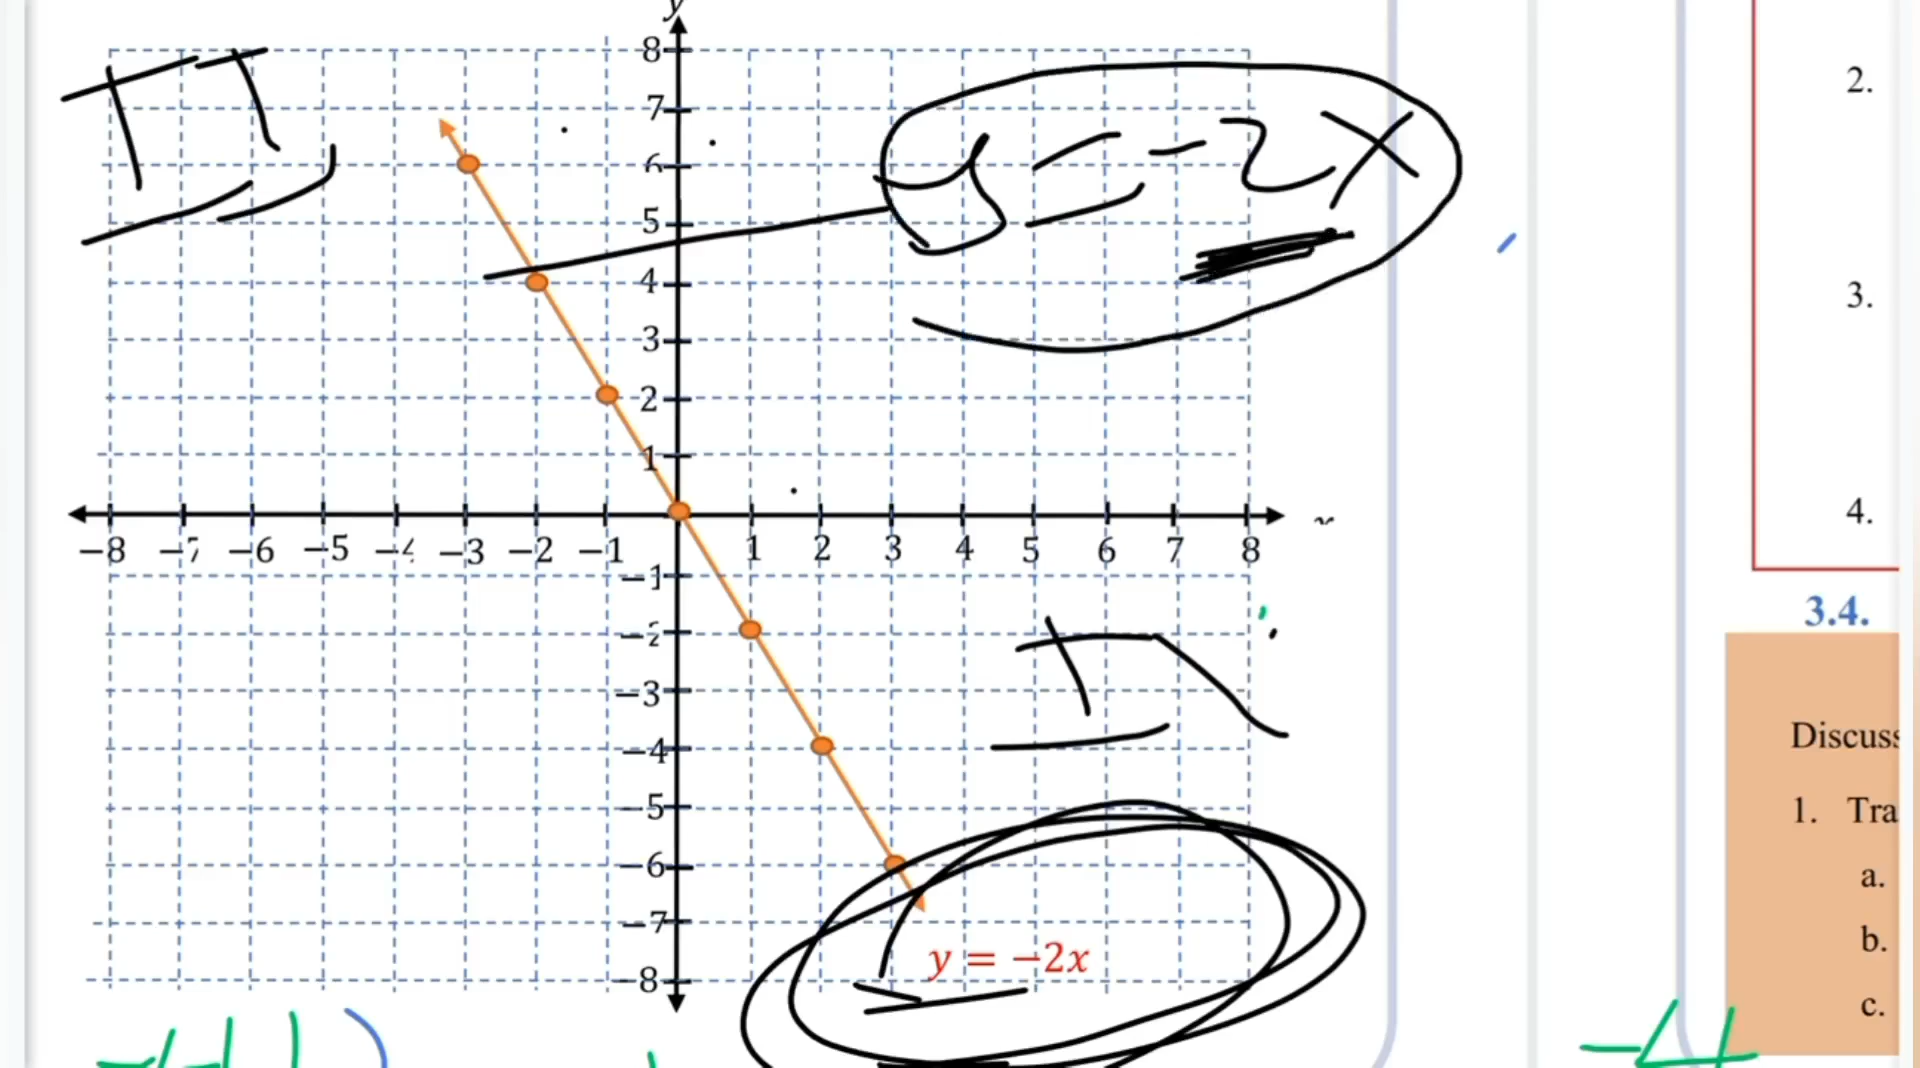 y
8
7
6
5
4
3
2
1
x
−8 −7 −6 −5 −4 −3 −2 −1 1 2 3 4 5 6 7 8
−1
−2
−3
−4
−5
−6
−7
−8
II
y = -2x
y = −2x
2.
3.
4.
3.4.
Discuss
1. Tra
a.
b.
c.
-4